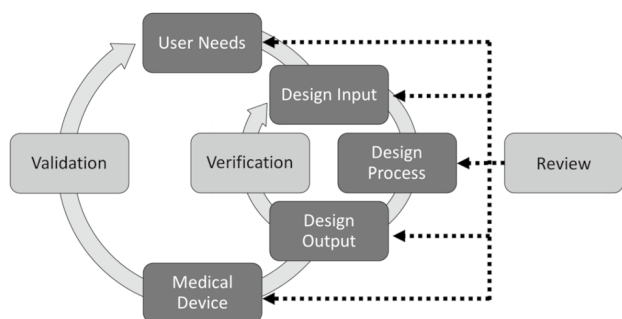 User Needs
Design Input
Validation
Verification
Design
Process
Review
Design
Output
Medical
Device